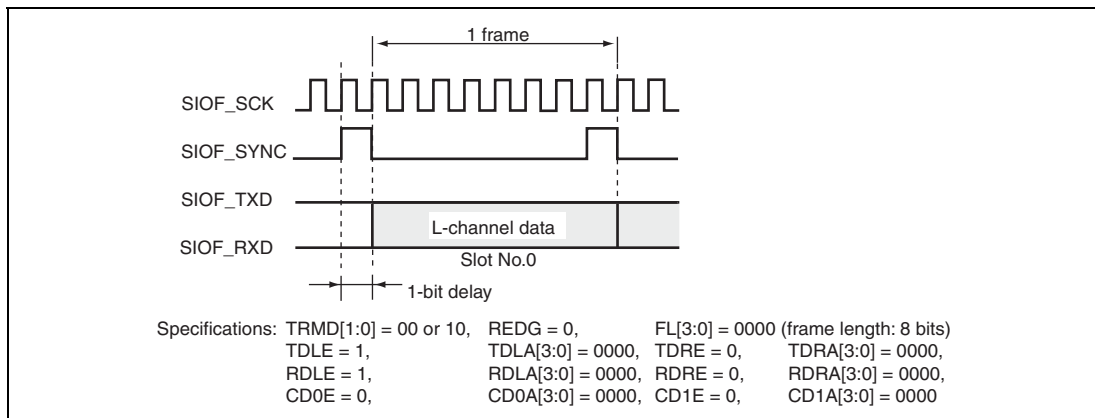 1 frame
SIOF_SCK
SIOF_SYNC
SIOF_TXD
L-channel data
SIOF_RXD
Slot No.0
1-bit delay
Specifications: TRMD[1:0] = 00 or 10, REDG = 0, FL[3:0] = 0000 (frame length: 8 bits)
TDLE = 1, TDLA[3:0] = 0000, TDRE = 0, TDRA[3:0] = 0000,
RDLE = 1, RDLA[3:0] = 0000, RDRE = 0, RDRA[3:0] = 0000,
CD0E = 0, CD0A[3:0] = 0000, CD1E = 0, CD1A[3:0] = 0000